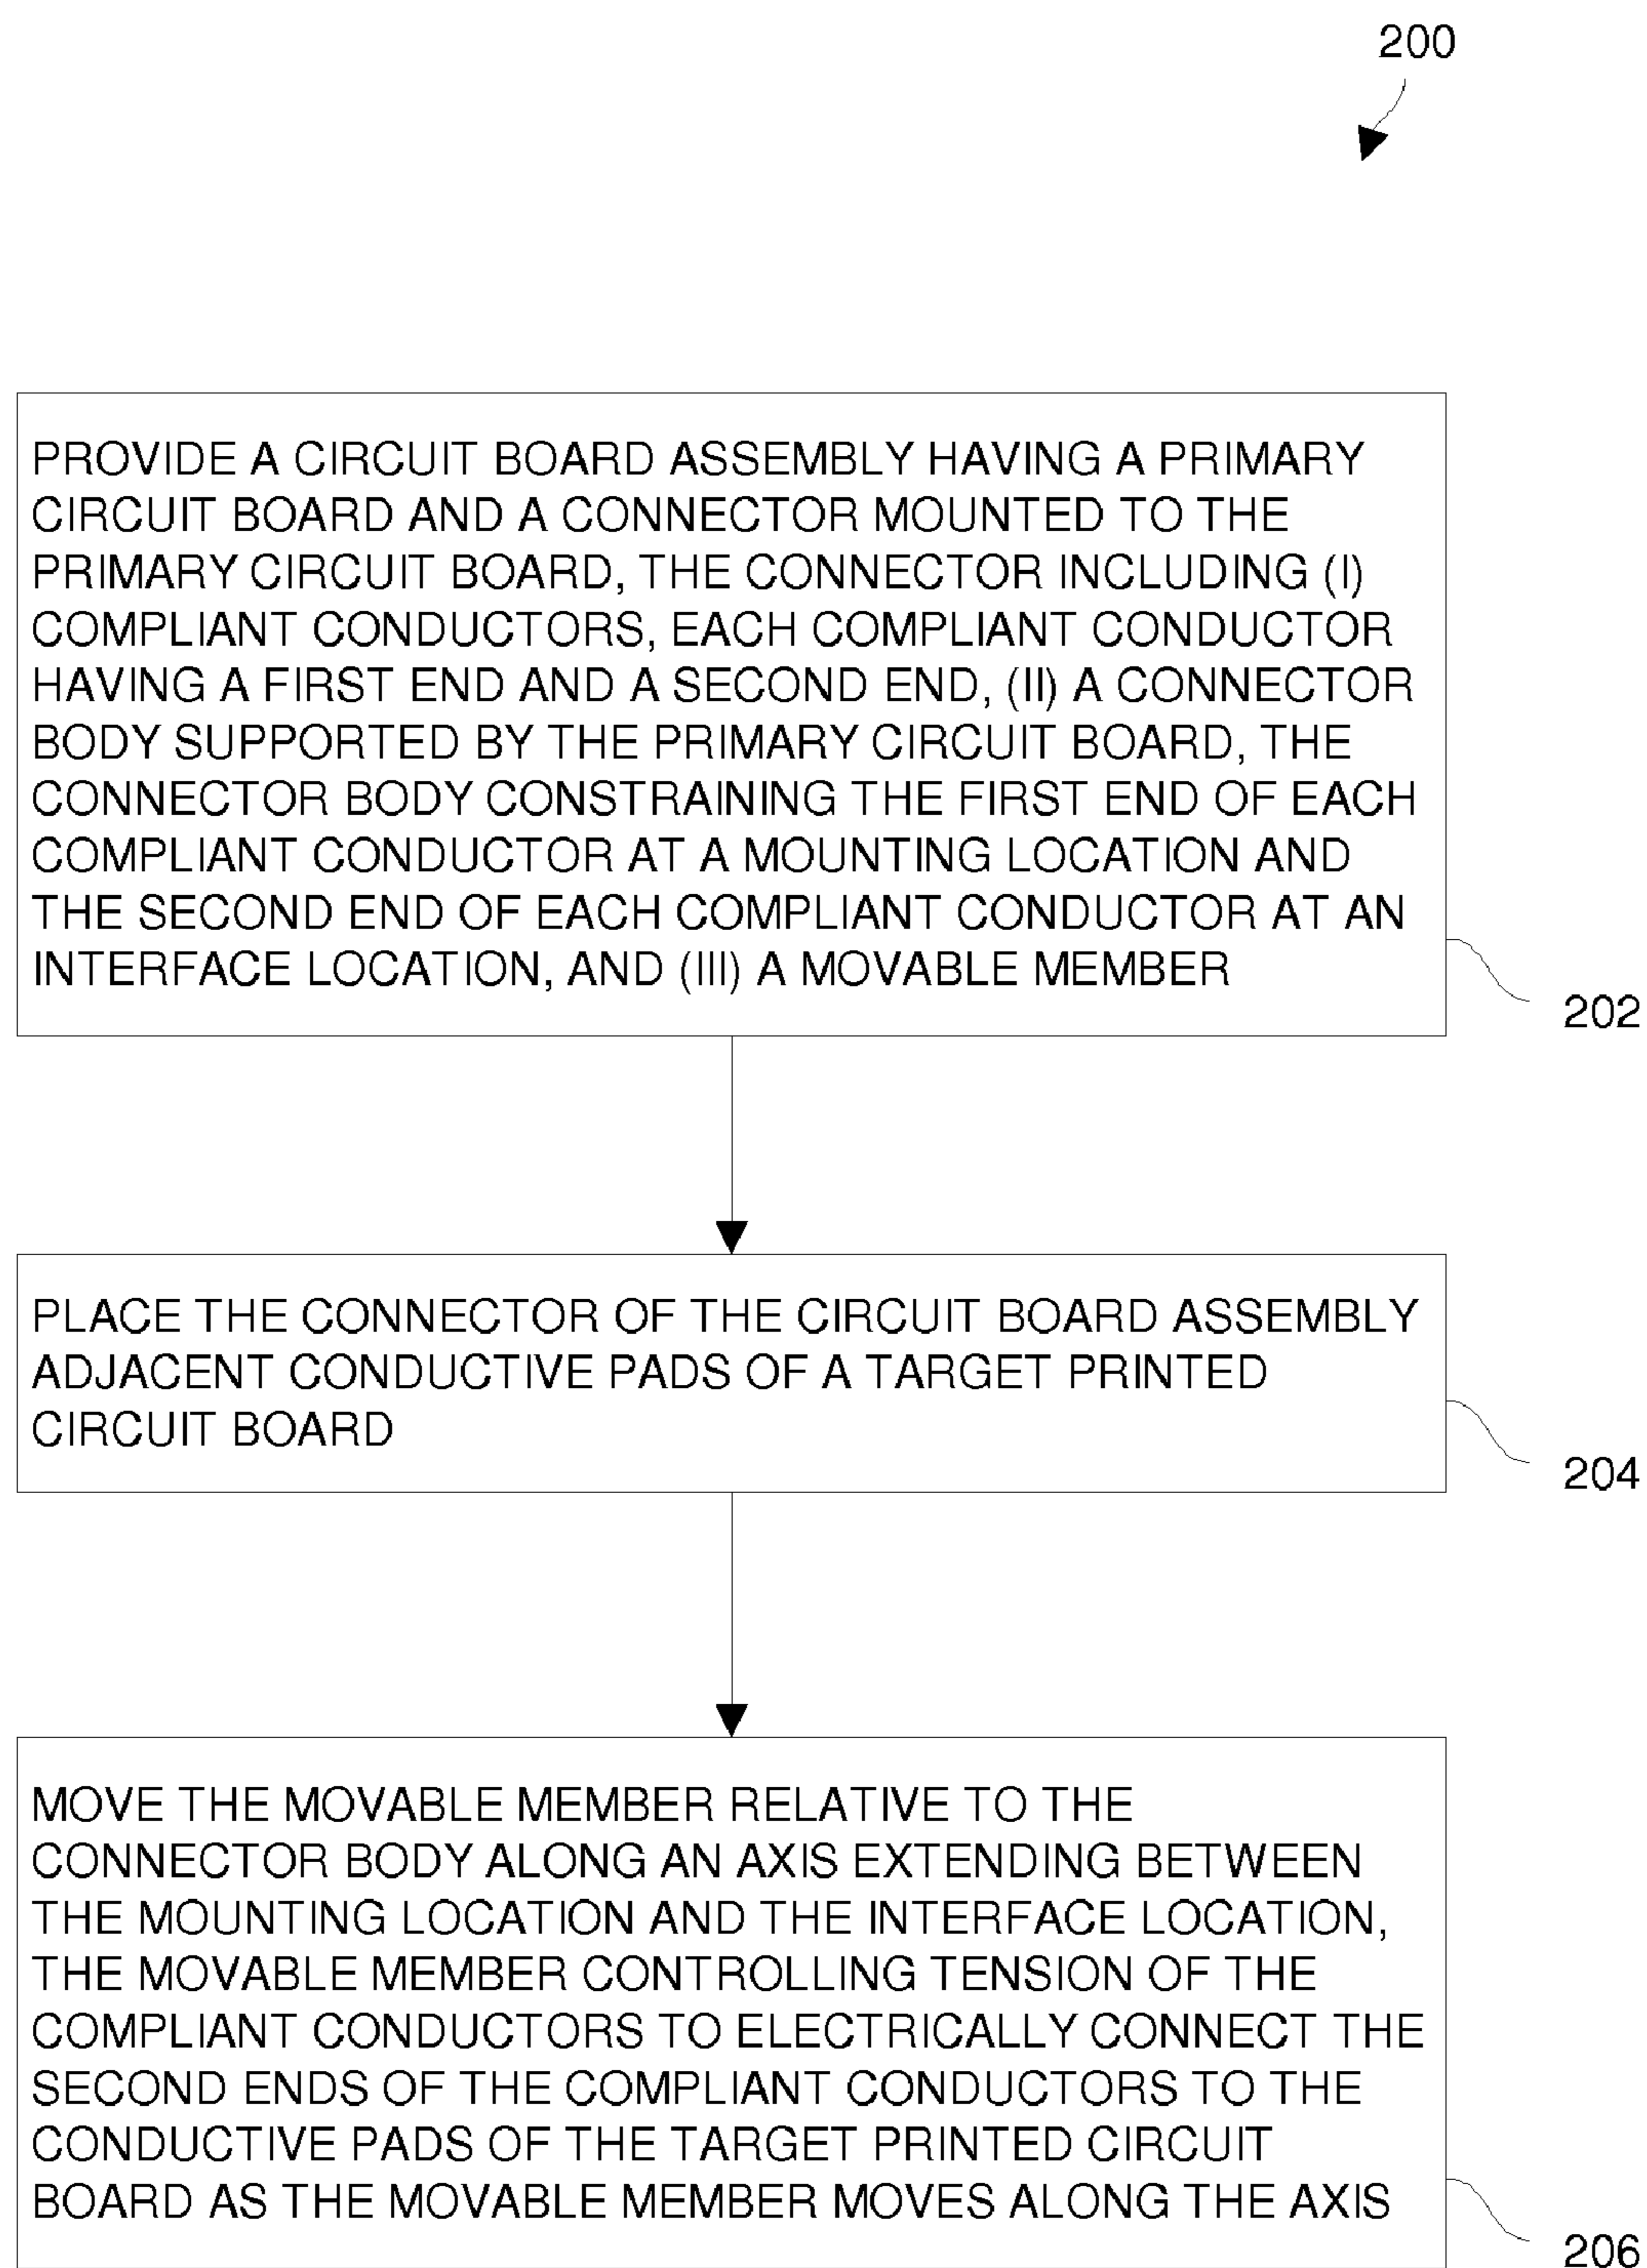 200
PROVIDE A CIRCUIT BOARD ASSEMBLY HAVING A PRIMARY
CIRCUIT BOARD AND A CONNECTOR MOUNTED TO THE
PRIMARY CIRCUIT BOARD, THE CONNECTOR INCLUDING (I)
COMPLIANT CONDUCTORS, EACH COMPLIANT CONDUCTOR
HAVING A FIRST END AND A SECOND END, (II) A CONNECTOR
BODY SUPPORTED BY THE PRIMARY CIRCUIT BOARD, THE
CONNECTOR BODY CONSTRAINING THE FIRST END OF EACH
COMPLIANT CONDUCTOR AT A MOUNTING LOCATION AND
THE SECOND END OF EACH COMPLIANT CONDUCTOR AT AN
INTERFACE LOCATION, AND (III) A MOVABLE MEMBER
202
PLACE THE CONNECTOR OF THE CIRCUIT BOARD ASSEMBLY
ADJACENT CONDUCTIVE PADS OF A TARGET PRINTED
CIRCUIT BOARD
204
MOVE THE MOVABLE MEMBER RELATIVE TO THE
CONNECTOR BODY ALONG AN AXIS EXTENDING BETWEEN
THE MOUNTING LOCATION AND THE INTERFACE LOCATION,
THE MOVABLE MEMBER CONTROLLING TENSION OF THE
COMPLIANT CONDUCTORS TO ELECTRICALLY CONNECT THE
SECOND ENDS OF THE COMPLIANT CONDUCTORS TO THE
CONDUCTIVE PADS OF THE TARGET PRINTED CIRCUIT
BOARD AS THE MOVABLE MEMBER MOVES ALONG THE AXIS
206